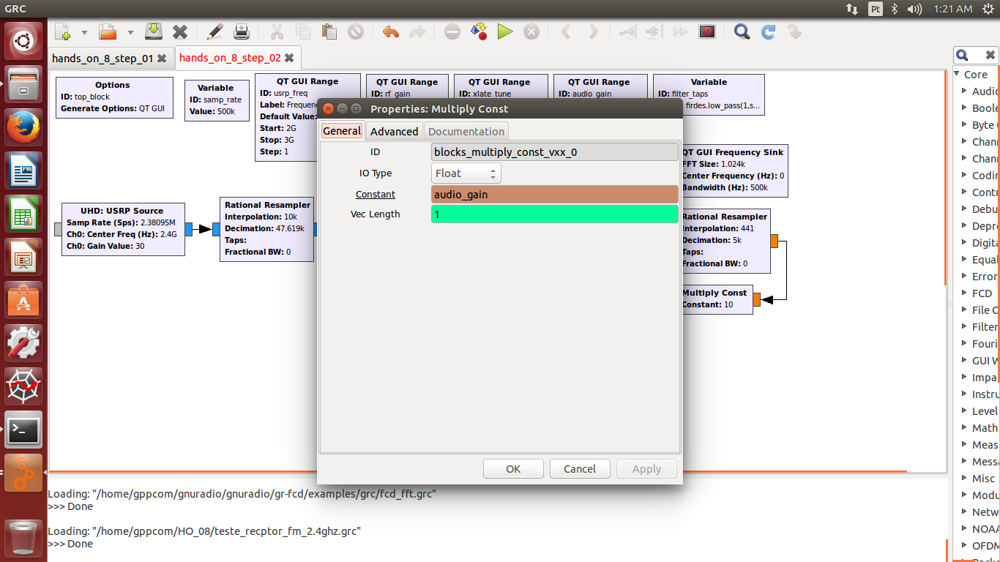 GRC
Pt
1:21 AM
hands_on_8_step_01
hands_on_8_step_02
Options
ID: top_block
Generate Options: QT GUI
Variable
ID: samp_rate
Value: 500k
QT GUI Range
ID: usrp_freq
Label: Frequenc
Default Value:
Start: 2G
Stop: 3G
Step: 1
QT GUI Range
ID: rf_gain
QT GUI Range
ID: xlate_tune
QT GUI Range
ID: audio_gain
Variable
ID: filter_taps
firdes.low_pass(1,s...
Properties: Multiply Const
General
Advanced
Documentation
ID
blocks_multiply_const_vxx_0
IO Type
Float
Constant
audio_gain
Vec Length
1
OK
Cancel
Apply
UHD: USRP Source
Samp Rate (Sps): 2.38095M
Ch0: Center Freq (Hz): 2.4G
Ch0: Gain Value: 30
Rational Resampler
Interpolation: 10k
Decimation: 47.619k
Taps:
Fractional BW: 0
QT GUI Frequency Sink
FFT Size: 1.024k
Center Frequency (Hz): 0
Bandwidth (Hz): 500k
Rational Resampler
Interpolation: 441
Decimation: 5k
Taps:
Fractional BW: 0
Multiply Const
Constant: 10
Core
Audio
Boole
Byte
Chan
Chann
Codin
Contr
Debu
Depre
Digita
Equal
Error
FCD
File O
Filter
Fouri
GUI W
Impa
Instru
Level
Math
Meas
Messa
Misc
Modu
Netw
NOAA
OFDM
Loading: "/home/gppcom/gnuradio/gnuradio/gr-fcd/examples/grc/fcd_fft.grc"
>>> Done
Loading: "/home/gppcom/HO_08/teste_recptor_fm_2.4ghz.grc"
>>> Done